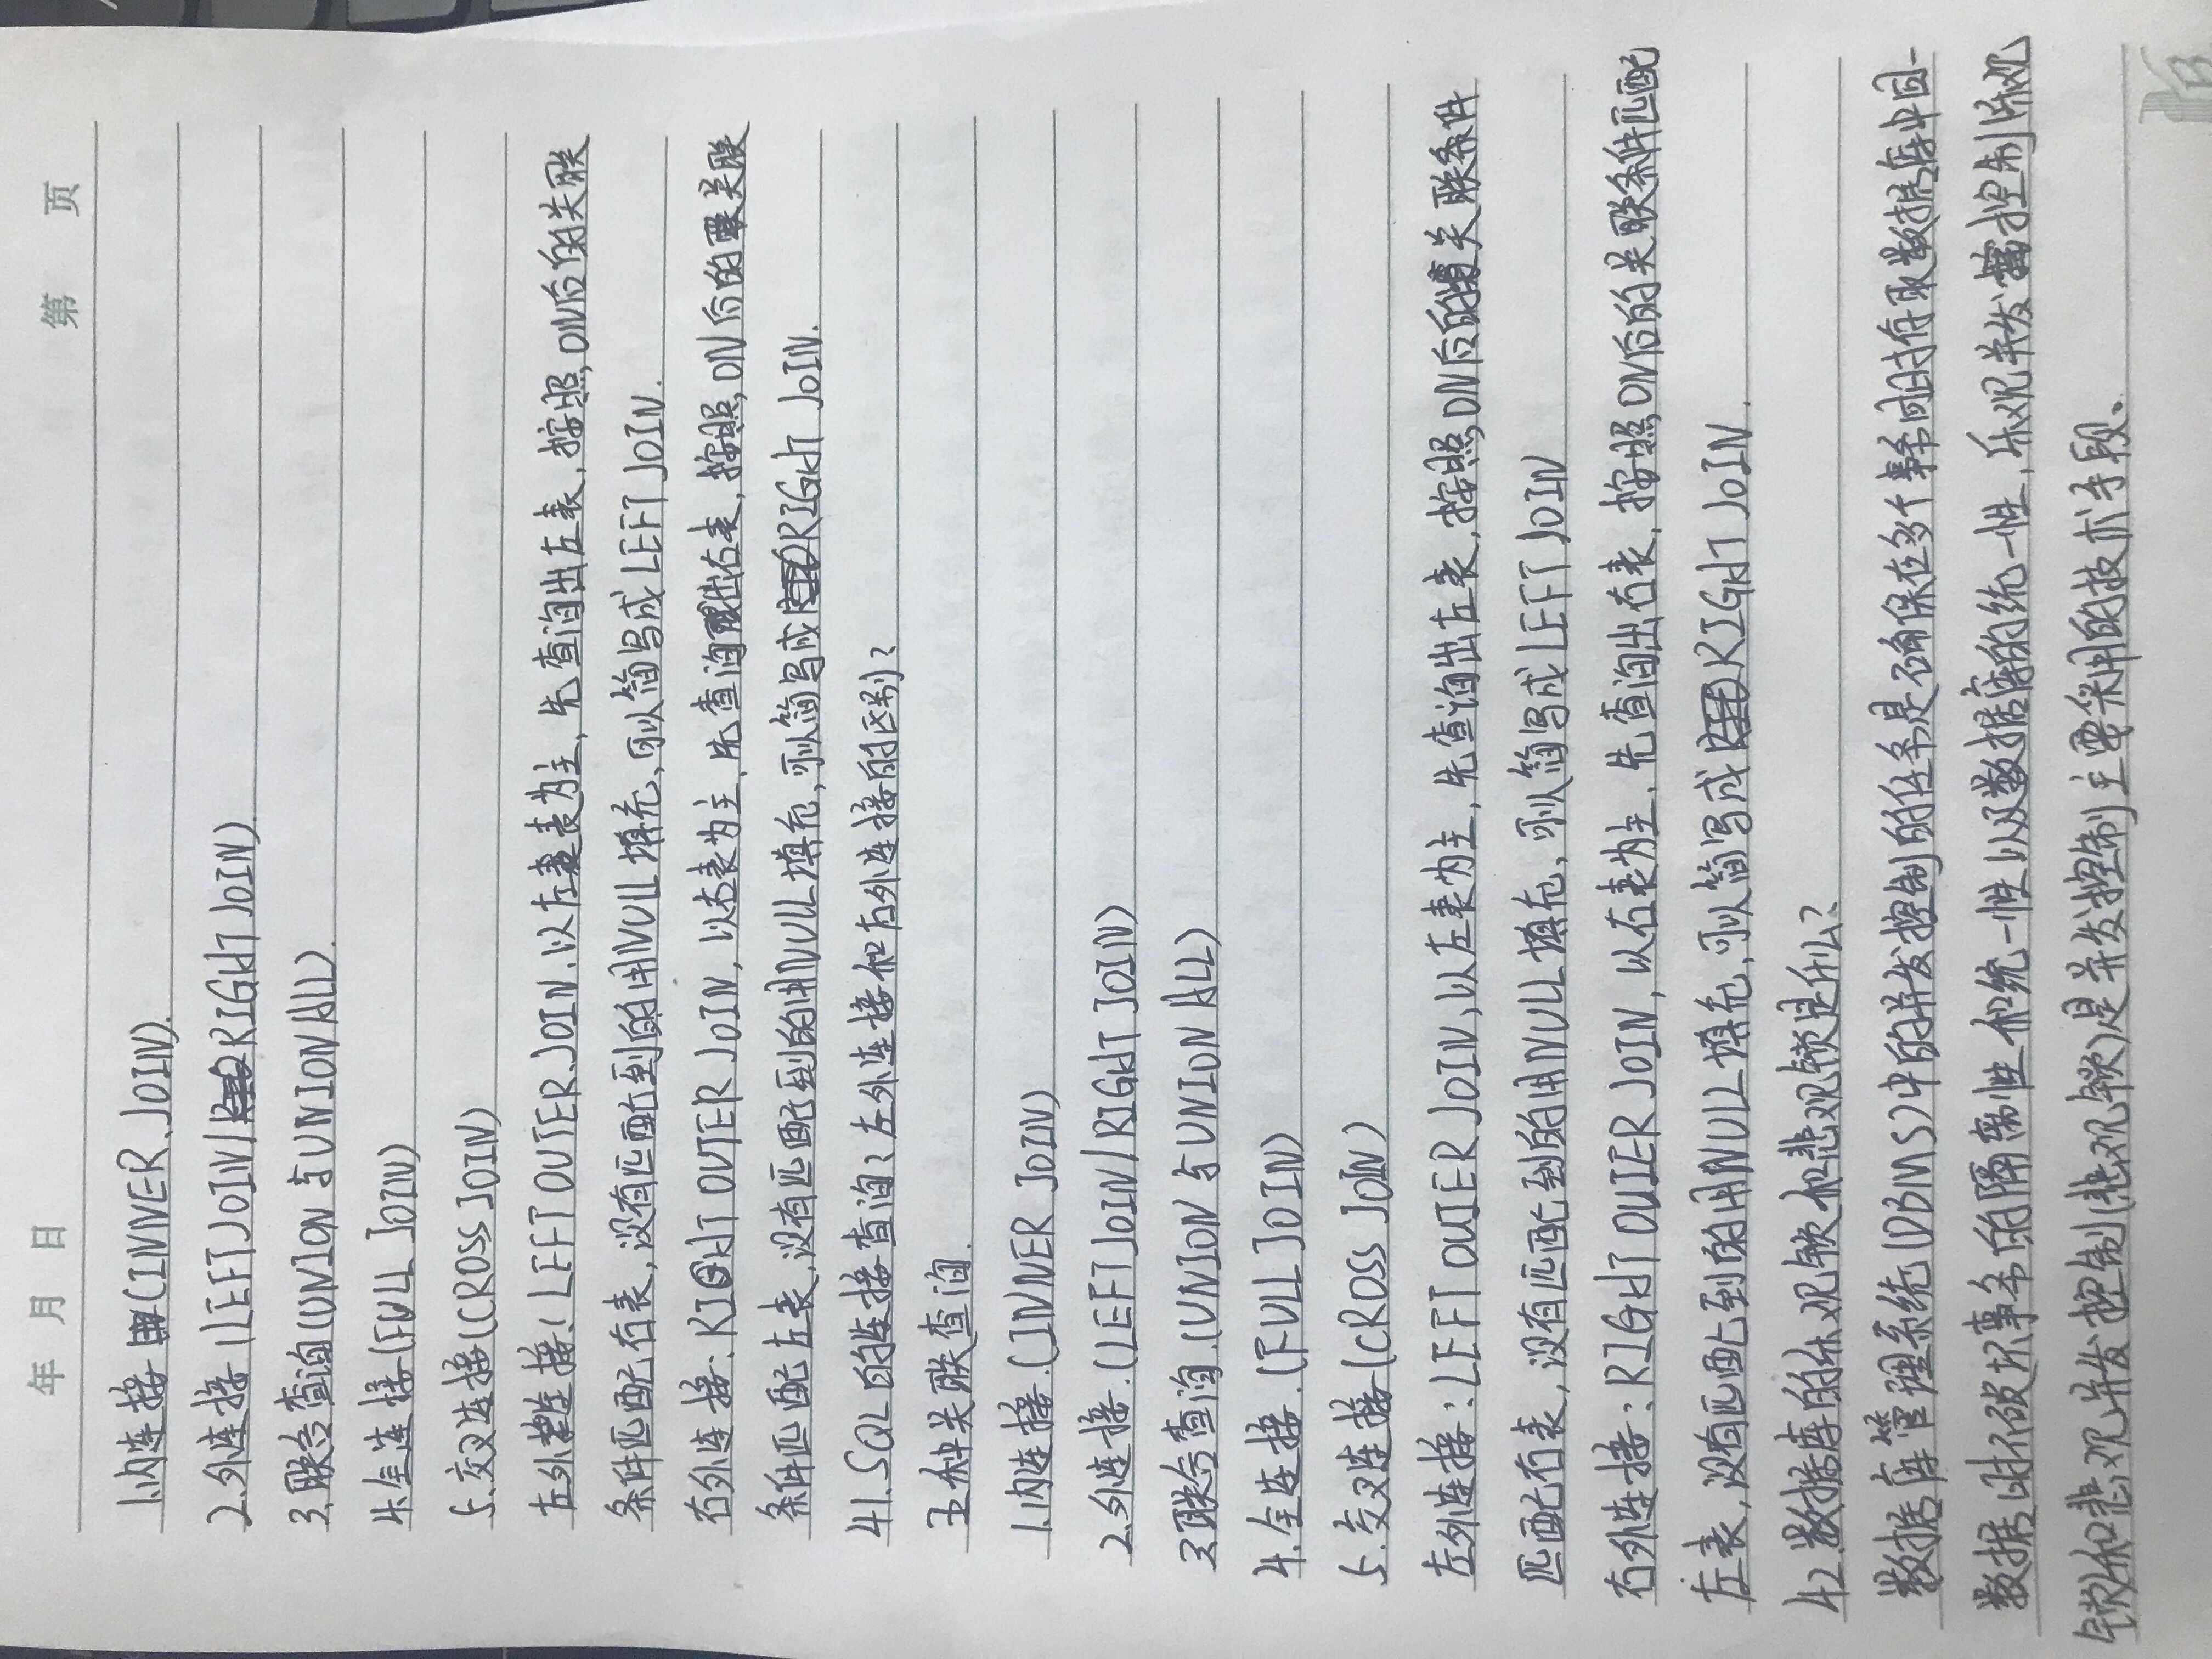 年 月 日 第 页
1.内连接(INNER JOIN).
2.外连接(LEFT JOIN/RIGHT JOIN).
3.联合查询(UNION 与 UNION ALL).
4.全连接(FULL JOIN)
5.交叉连接(CROSS JOIN)
左外连接:LEFT OUTER JOIN,以左表为主,先查询出左表,按照ON后的关联
条件匹配右表,没有匹配到的用NULL填充,可以简写成LEFT JOIN.
右外连接:RIGHT OUTER JOIN,以右表为主,先查询出右表,按照ON后的关联
条件匹配左表,没有匹配到的用NULL填充,可以简写成RIGHT JOIN.
41.SQL的连接查询?左外连接和右外连接的区别?
五种关联查询.
1.内连接.(INNER JOIN)
2.外连接.(LEFT JOIN/RIGHT JOIN)
3.联合查询.(UNION 与 UNION ALL)
4.全连接.(FULL JOIN)
5.交叉连接(CROSS JOIN)
左外连接:LEFT OUTER JOIN,以左表为主,先查询出左表,按照ON后的关联条件
匹配右表,没有匹配到的用NULL填充,可以简写成LEFT JOIN
右外连接:RIGHT OUTER JOIN,以右表为主,先查询出右表,按照ON后的关联条件匹配
左表,没有匹配到的用NULL填充,可以简写成RIGHT JOIN.
42.数据库的乐观锁和悲观锁是什么?
数据库管理系统(DBMS)中的并发控制的任务是确保在多个事务同时存取数据库中同一
数据时不破坏事务的隔离性和统一性以及数据库的统一性,乐观并发控制(乐观
锁)和悲观并发控制(悲观锁)是并发控制主要采用的技术手段。